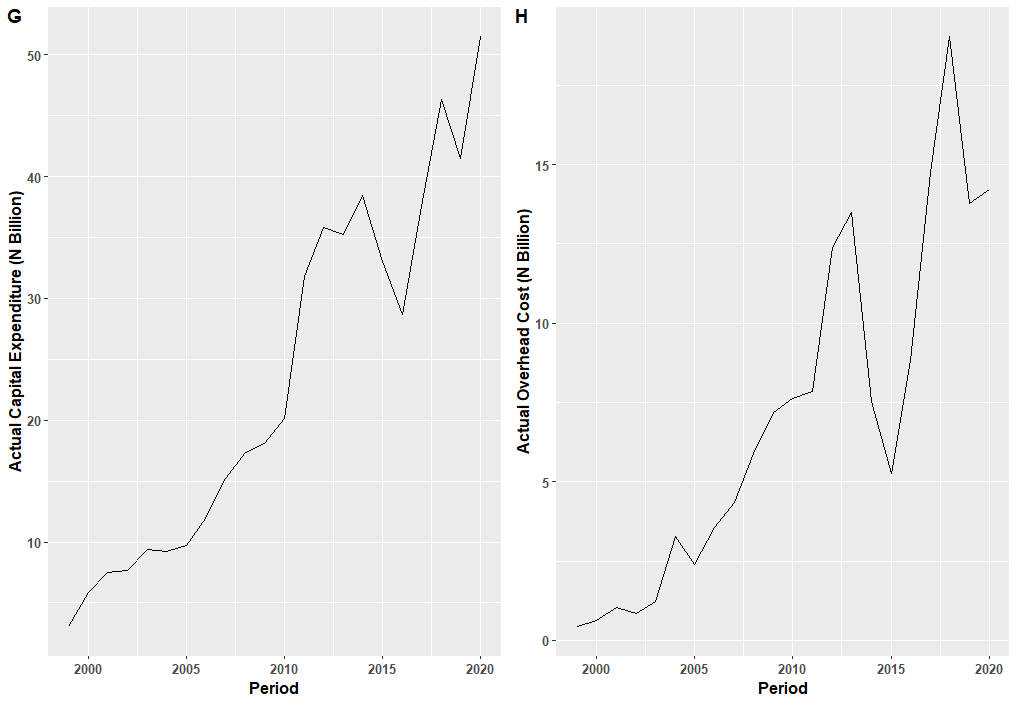 G
Actual Capital Expenditure (N Billion)
50
40
30
20
10
2000 2005 2010 2015 2020
Period
H
Actual Overhead Cost (N Billion)
15
10
5
0
2000 2005 2010 2015 2020
Period